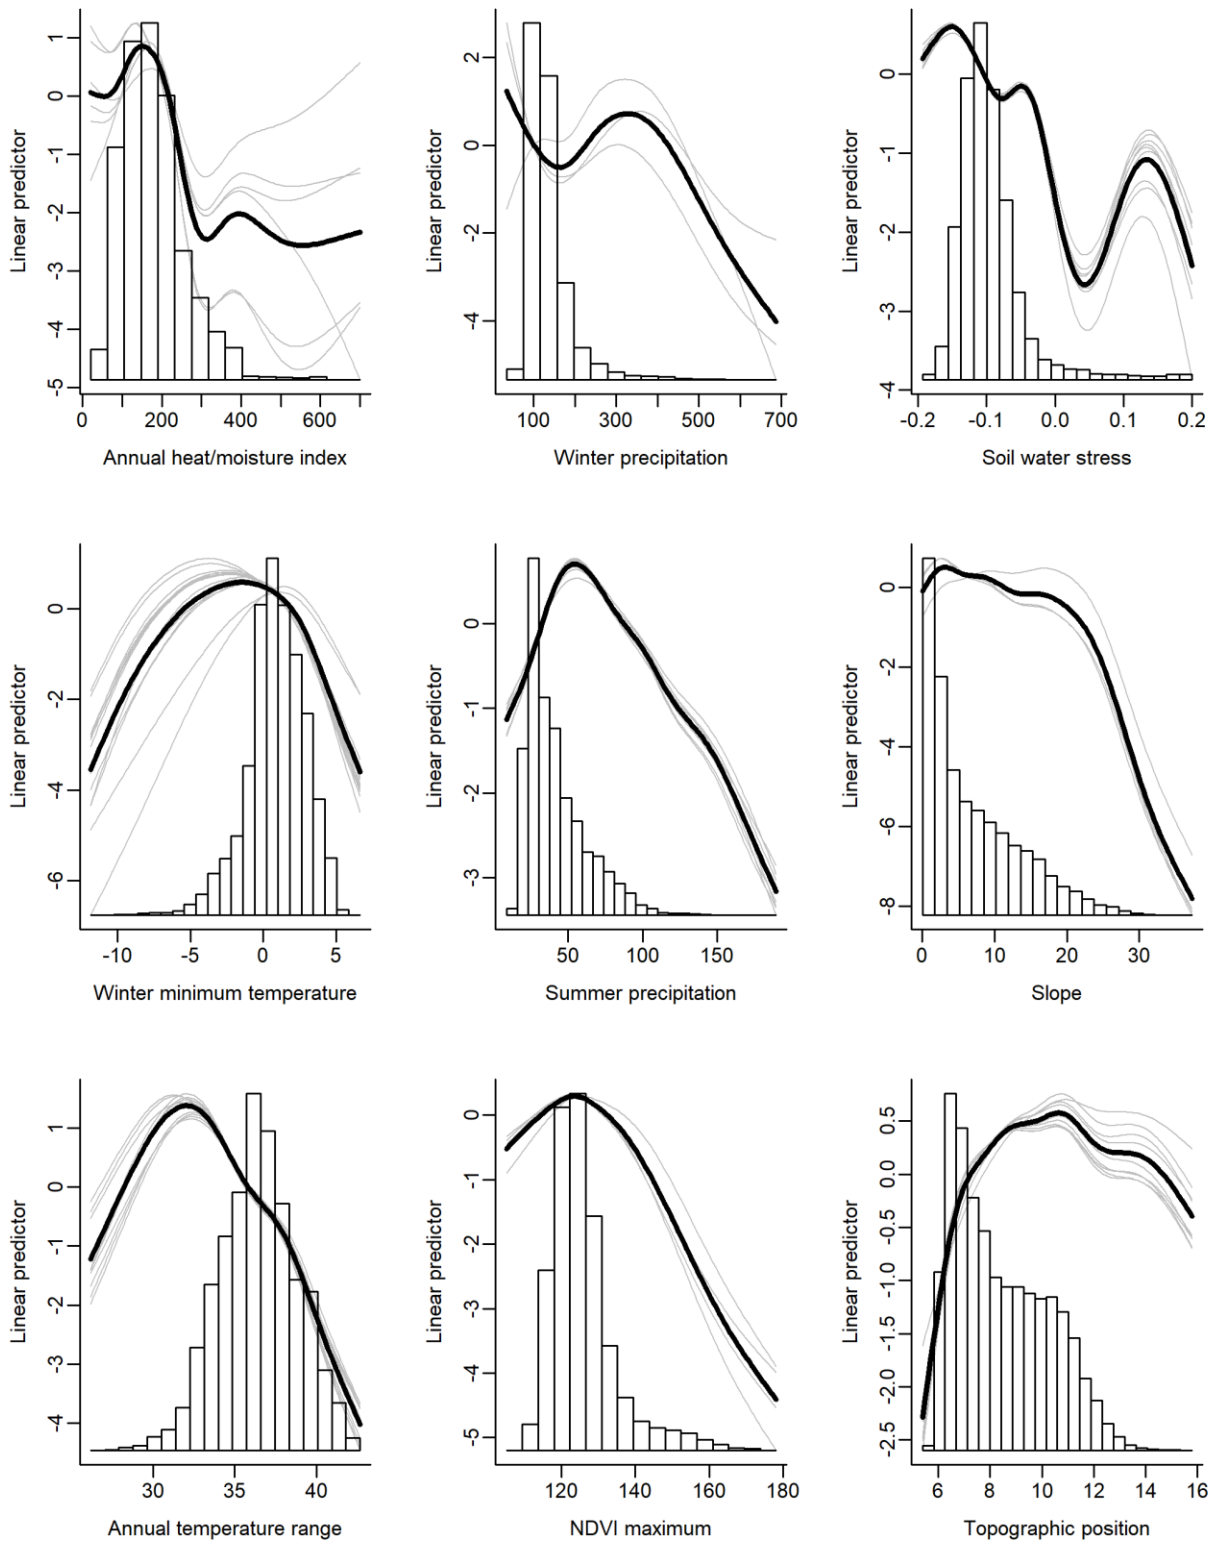 1
0
-1
-2
-3
-4
-5
Linear predictor
0 200 400 600
Annual heat/moisture index
2
0
-2
-4
Linear predictor
100 300 500 700
Winter precipitation
0
-1
-2
-3
-4
Linear predictor
-0.2 -0.1 0.0 0.1 0.2
Soil water stress
0
-2
-4
-6
Linear predictor
-10 -5 0 5
Winter minimum temperature
0
-1
-2
-3
Linear predictor
50 100 150
Summer precipitation
0
-2
-4
-6
-8
Linear predictor
0 10 20 30
Slope
1
0
-1
-2
-3
-4
Linear predictor
30 35 40
Annual temperature range
0
-1
-2
-3
-4
-5
Linear predictor
120 140 160 180
NDVI maximum
0.5
0.0
-0.5
-1.0
-1.5
-2.0
-2.5
Linear predictor
6 8 10 12 14 16
Topographic position